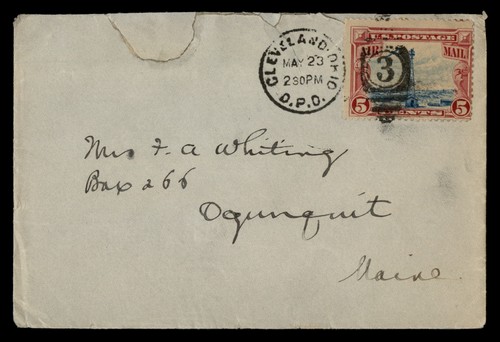 CLEVELAND, OHIO
MAY 23
2 30 PM
D.P.O.
U.S. POSTAGE
AIR MAIL
3
5 CENTS 5
Mrs F. A Whiting
Box 266
Ogunquit
Maine.